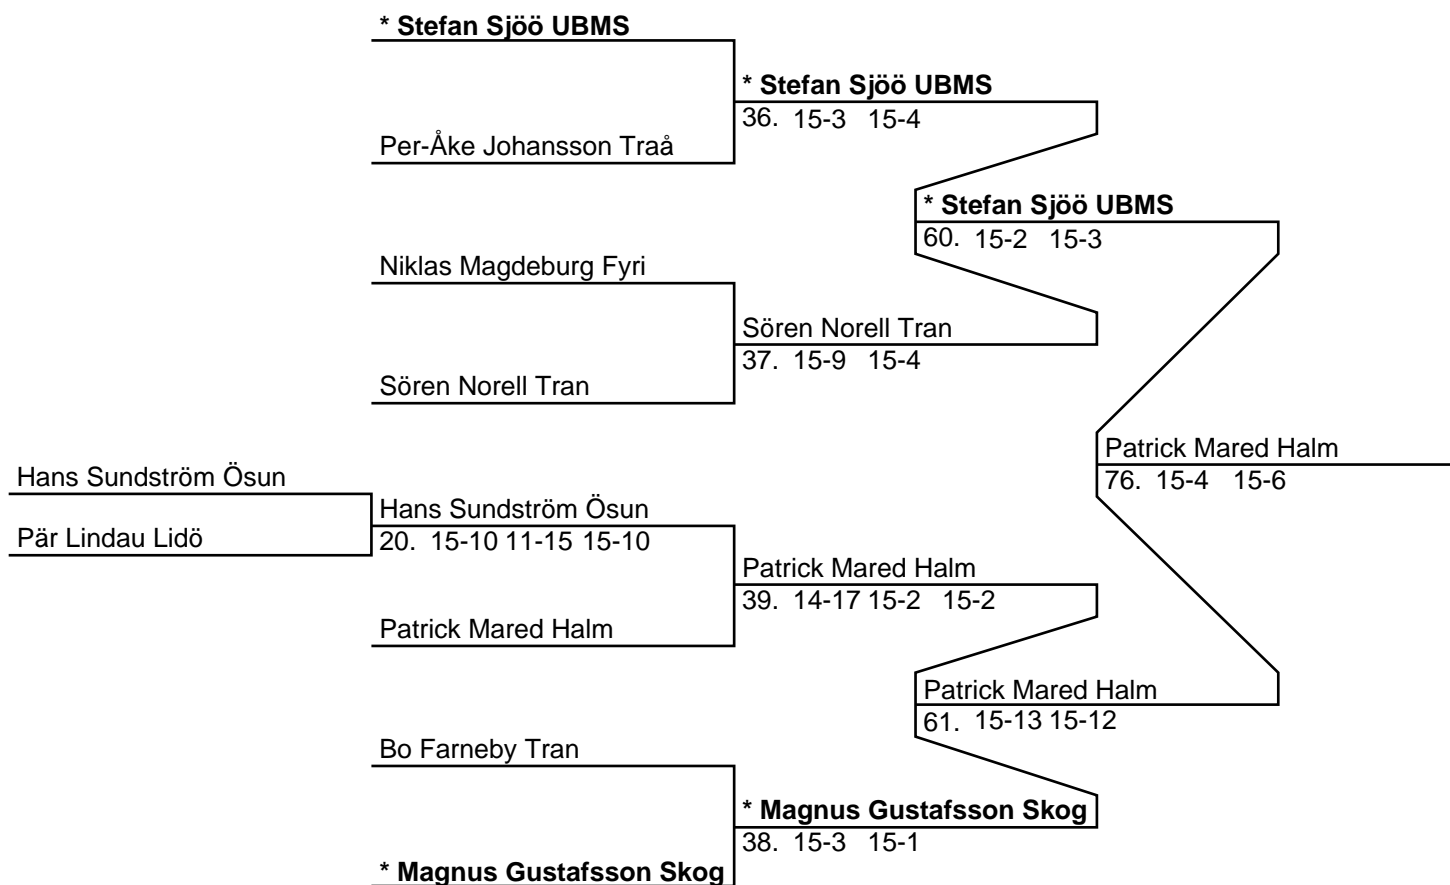 * Stefan Sjöö UBMS
* Stefan Sjöö UBMS
36. 15-3 15-4
Per-Åke Johansson Traå
* Stefan Sjöö UBMS
60. 15-2 15-3
Niklas Magdeburg Fyri
Sören Norell Tran
37. 15-9 15-4
Sören Norell Tran
Patrick Mared Halm
76. 15-4 15-6
Hans Sundström Ösun
Hans Sundström Ösun
Pär Lindau Lidö
20. 15-10 11-15 15-10
Patrick Mared Halm
39. 14-17 15-2 15-2
Patrick Mared Halm
Patrick Mared Halm
61. 15-13 15-12
Bo Farneby Tran
* Magnus Gustafsson Skog
38. 15-3 15-1
* Magnus Gustafsson Skog